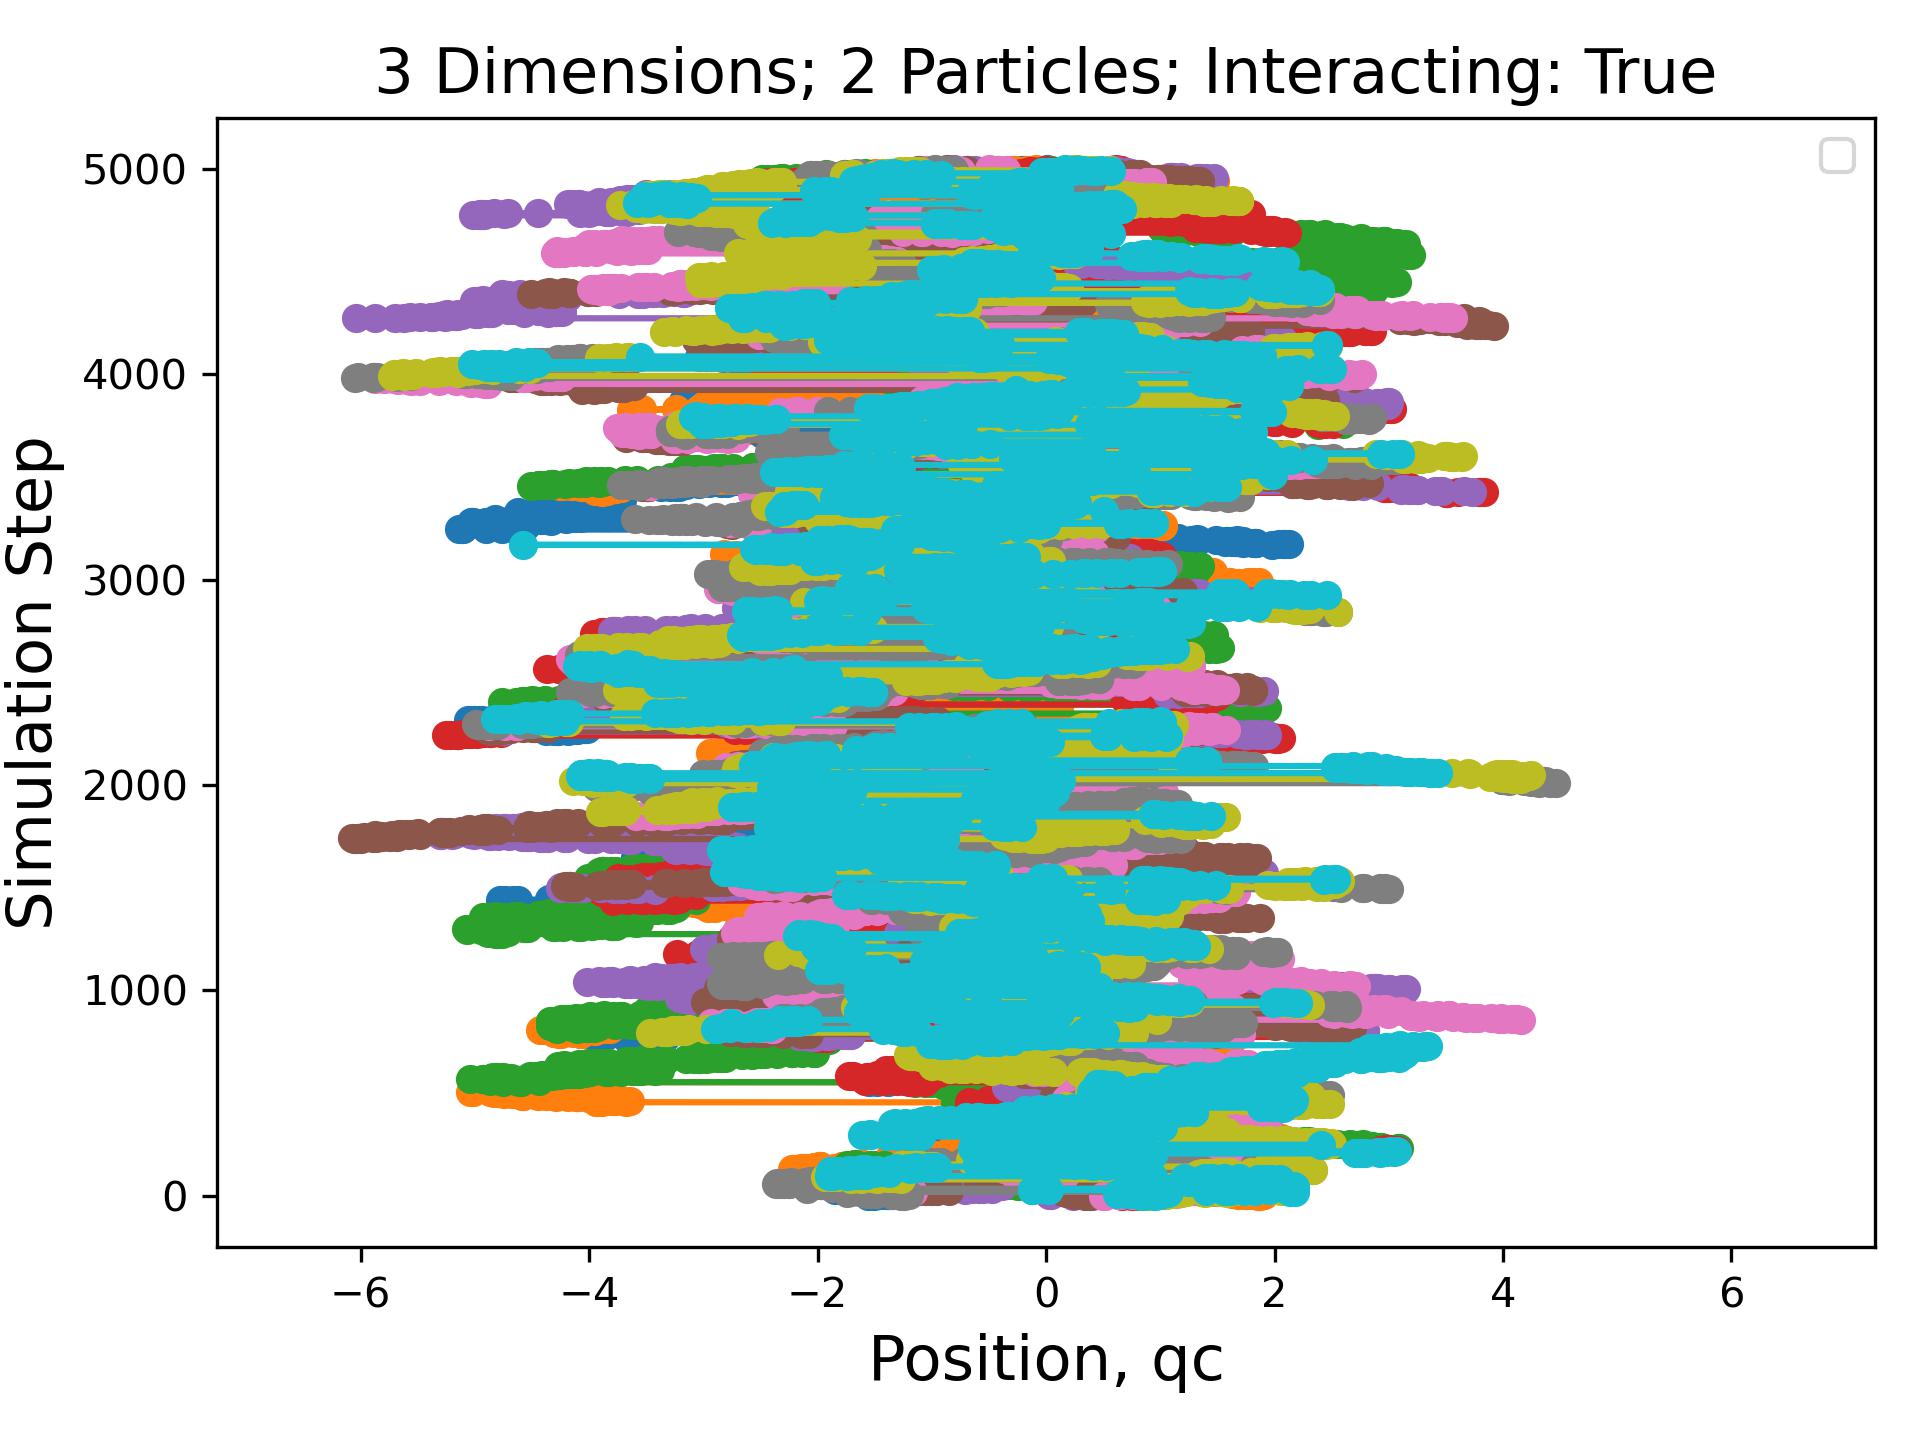 3 Dimensions; 2 Particles; Interacting: True
Simulation Step
5000
4000
3000
2000
1000
0
−6 −4 −2 0 2 4 6
Position, qc